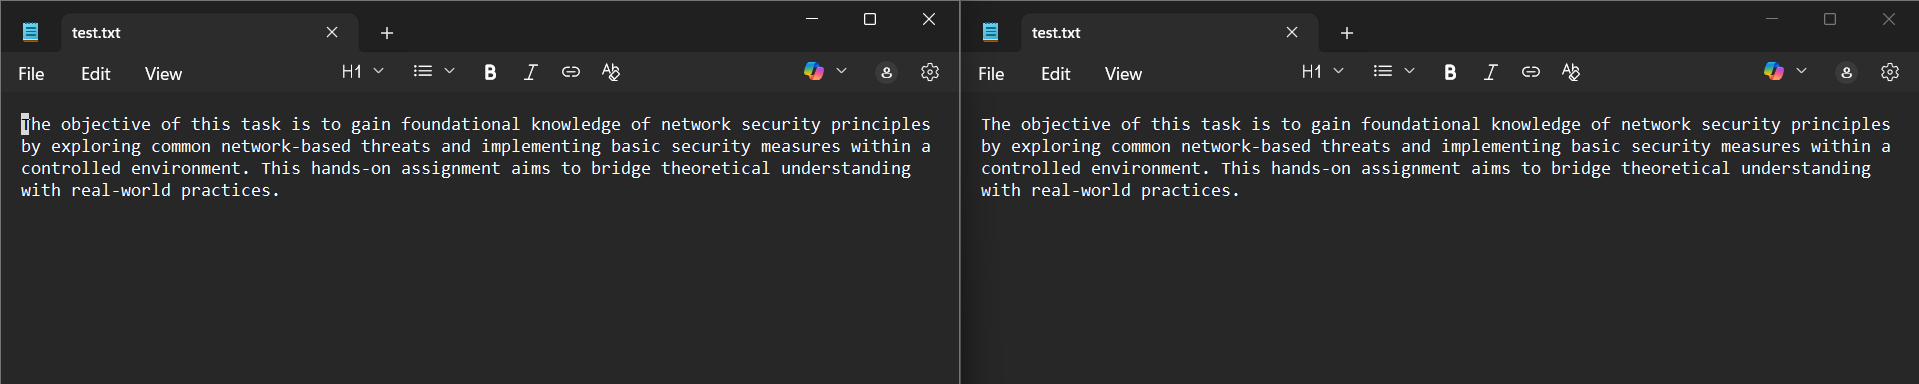 test.txt
File Edit View H1 B I A
The objective of this task is to gain foundational knowledge of network security principles
by exploring common network-based threats and implementing basic security measures within a
controlled environment. This hands-on assignment aims to bridge theoretical understanding
with real-world practices.
test.txt
File Edit View H1 B I A
The objective of this task is to gain foundational knowledge of network security principles
by exploring common network-based threats and implementing basic security measures within a
controlled environment. This hands-on assignment aims to bridge theoretical understanding
with real-world practices.